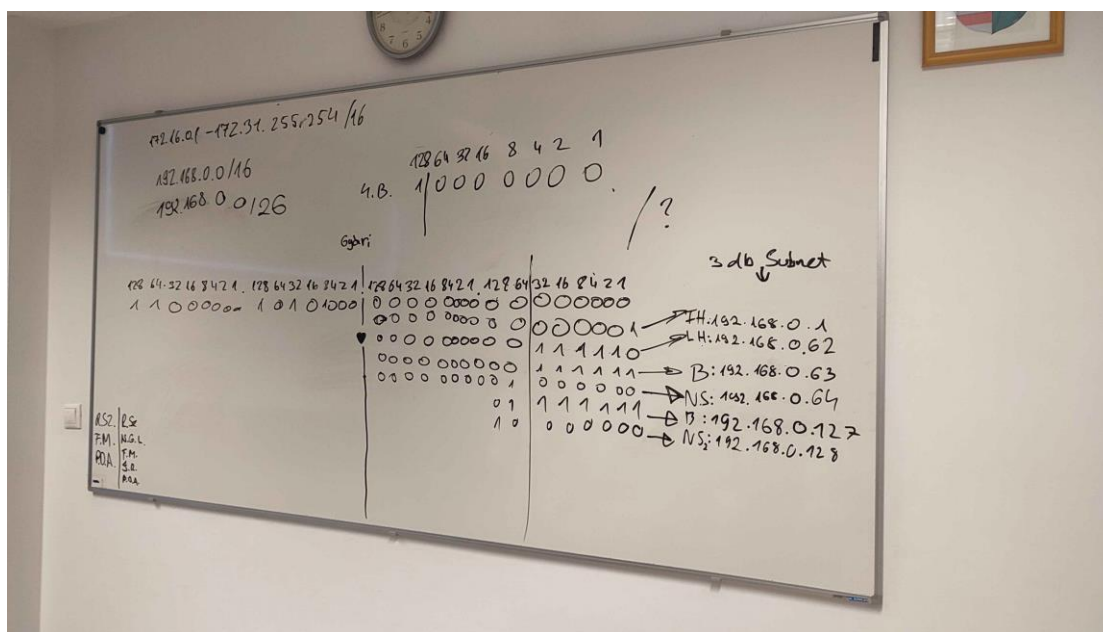 172.16.0.1 - 172.31.255.254 /16
192.168.0.0/16
192.168.0.0/26
128 64 32 16 8 4 2 1
4.B. 1|000 0000.
/?
Gyári
3 db Subnet
128 64.32 16 8 4 2 1. 128 64 32 16 8 4 2 1. 128 64 32 16 8 4 2 1. 128 64 32 16 8 4 2 1
1 1 0 0 0 0 0 0 1 0 1 0 1 0 0 0 0 0 0 0 0 0 0 0 0 0 0 0 0 0 0 0
0 0 0 0 0 0 0 0 0 0 0 0 0 0 0 1 FH:192.168.0.1
0 0 0 0 0 0 0 0 0 0 1 1 1 1 1 0 LH:192.168.0.62
0 0 0 0 0 0 0 0 0 0 1 1 1 1 1 1 B:192.168.0.63
0 0 0 0 0 0 0 0 0 1 0 0 0 0 0 0 NS:192.168.0.64
0 1 1 1 1 1 1 1 B:192.168.0.127
1 0 0 0 0 0 0 0 NS2:192.168.0.128
RSZ. RSz
F.M. N.G.L.
P.O.A. F.M.
P.O.A.
8 7 6 5 4